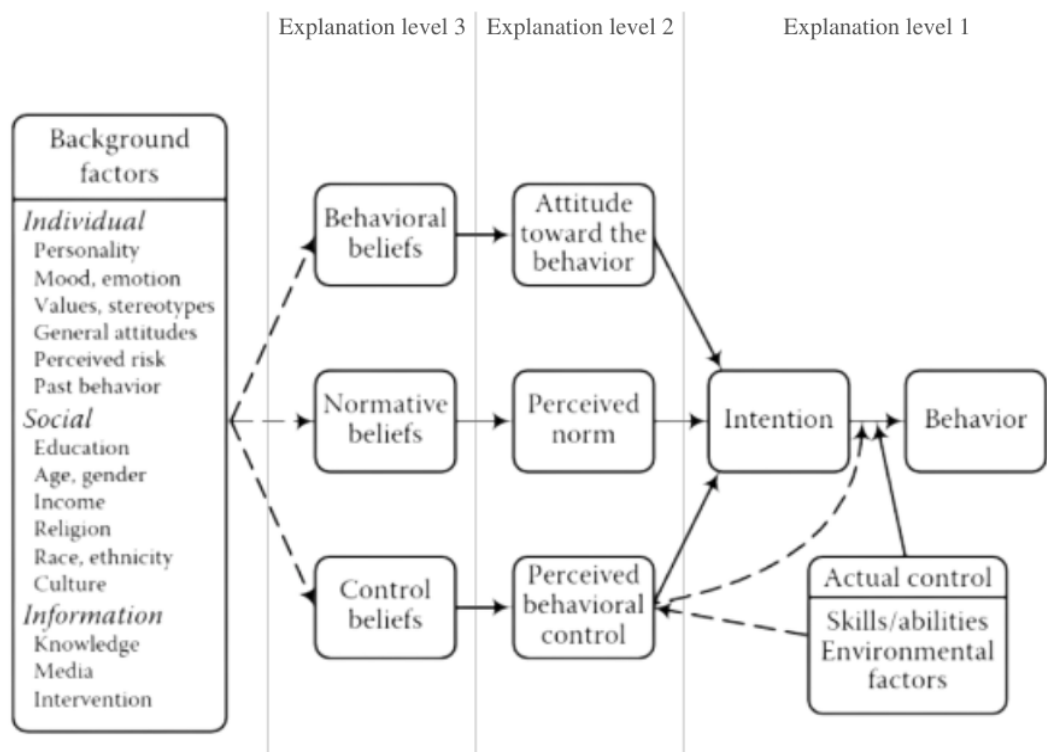 Explanation level 3
Explanation level 2
Explanation level 1
Background
factors
Individual
Personality
Mood, emotion
Values, stereotypes
General attitudes
Perceived risk
Past behavior
Social
Education
Age, gender
Income
Religion
Race, ethnicity
Culture
Information
Knowledge
Media
Intervention
Behavioral
beliefs
Attitude
toward the
behavior
Normative
beliefs
Perceived
norm
Intention
Behavior
Control
beliefs
Perceived
behavioral
control
Actual control
Skills/abilities
Environmental
factors